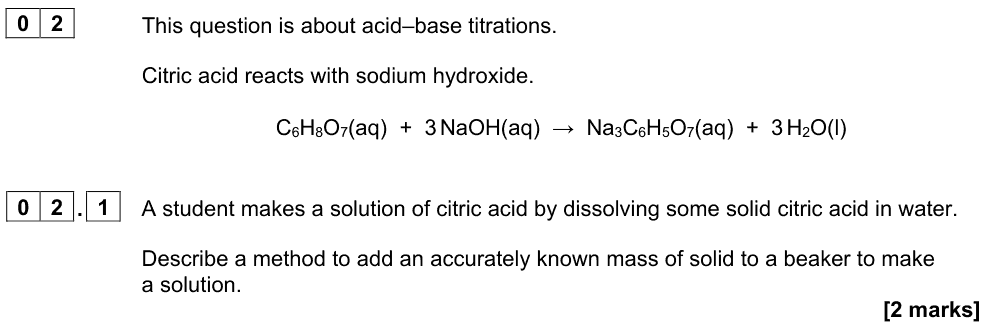 0 2 This question is about acid–base titrations.
Citric acid reacts with sodium hydroxide.
C₆H₈O₇(aq) + 3 NaOH(aq) → Na₃C₆H₅O₇(aq) + 3 H₂O(l)
0 2 . 1 A student makes a solution of citric acid by dissolving some solid citric acid in water.
Describe a method to add an accurately known mass of solid to a beaker to make
a solution.
[2 marks]